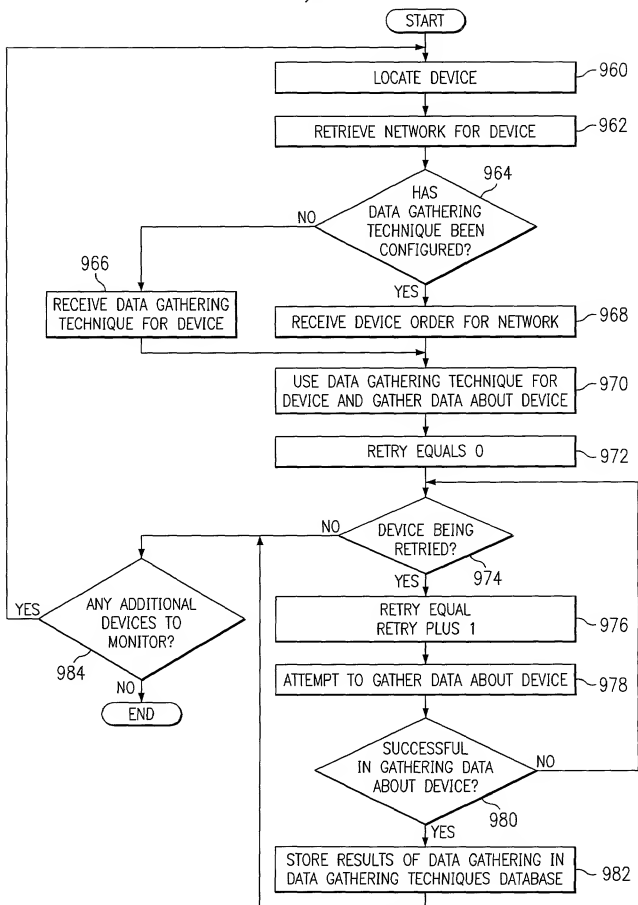 START
LOCATE DEVICE
960
RETRIEVE NETWORK FOR DEVICE
962
HAS
DATA GATHERING
TECHNIQUE BEEN
CONFIGURED?
964
NO
YES
966
RECEIVE DATA GATHERING
TECHNIQUE FOR DEVICE
RECEIVE DEVICE ORDER FOR NETWORK
968
USE DATA GATHERING TECHNIQUE FOR
DEVICE AND GATHER DATA ABOUT DEVICE
970
RETRY EQUALS 0
972
DEVICE BEING
RETRIED?
974
NO
YES
ANY ADDITIONAL
DEVICES TO
MONITOR?
984
YES
NO
END
RETRY EQUAL
RETRY PLUS 1
976
ATTEMPT TO GATHER DATA ABOUT DEVICE
978
SUCCESSFUL
IN GATHERING DATA
ABOUT DEVICE?
980
NO
YES
STORE RESULTS OF DATA GATHERING IN
DATA GATHERING TECHNIQUES DATABASE
982